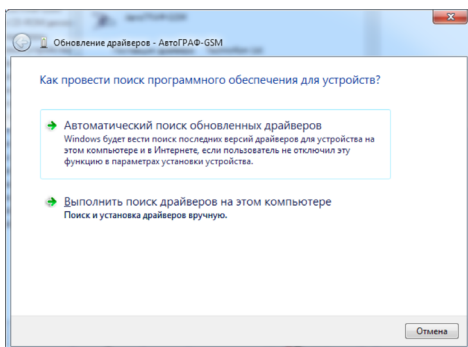 Обновление драйверов - АвтоГРАФ-GSM
Как провести поиск программного обеспечения для устройств?
Автоматический поиск обновленных драйверов
Windows будет вести поиск последних версий драйверов для устройства на
этом компьютере и в Интернете, если пользователь не отключил эту
функцию в параметрах установки устройства.
Выполнить поиск драйверов на этом компьютере
Поиск и установка драйверов вручную.
Отмена